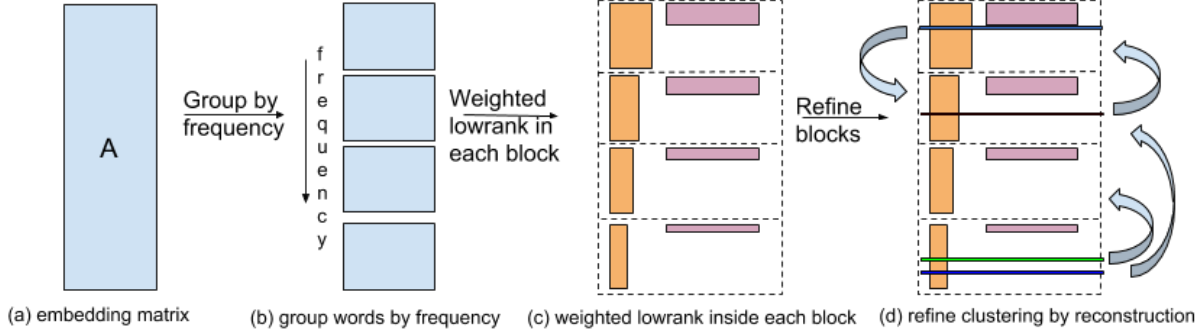 A
Group by
frequency
frequency
Weighted
lowrank in
each block
Refine
blocks
(a) embedding matrix
(b) group words by frequency
(c) weighted lowrank inside each block
(d) refine clustering by reconstruction